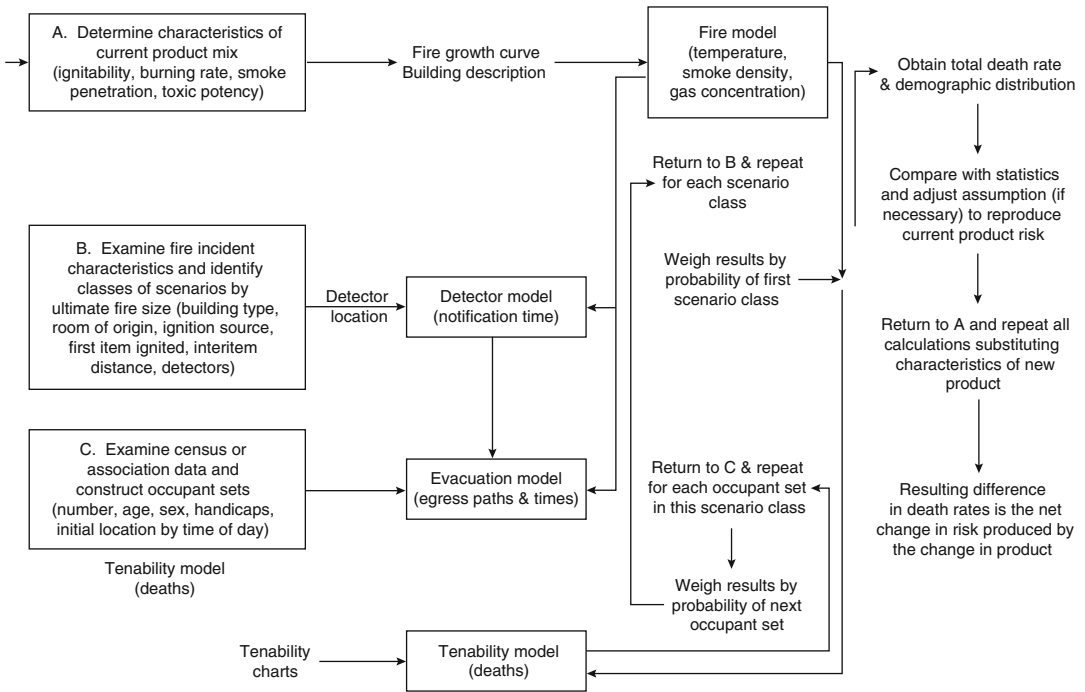 A. Determine characteristics of
current product mix
(ignitability, burning rate, smoke
penetration, toxic potency)
Fire growth curve
Building description
Fire model
(temperature,
smoke density,
gas concentration)
Obtain total death rate
& demographic distribution
Return to B & repeat
for each scenario
class
Compare with statistics
and adjust assumption (if
necessary) to reproduce
current product risk
B. Examine fire incident
characteristics and identify
classes of scenarios by
ultimate fire size (building type,
room of origin, ignition source,
first item ignited, interitem
distance, detectors)
Detector
location
Detector model
(notification time)
Weigh results by
probability of first
scenario class
Return to A and repeat all
calculations substituting
characteristics of new
product
C. Examine census or
association data and
construct occupant sets
(number, age, sex, handicaps,
initial location by time of day)
Evacuation model
(egress paths & times)
Return to C & repeat
for each occupant set
in this scenario class
Resulting difference
in death rates is the net
change in risk produced by
the change in product
Tenability model
(deaths)
Weigh results by
probability of next
occupant set
Tenability
charts
Tenability model
(deaths)